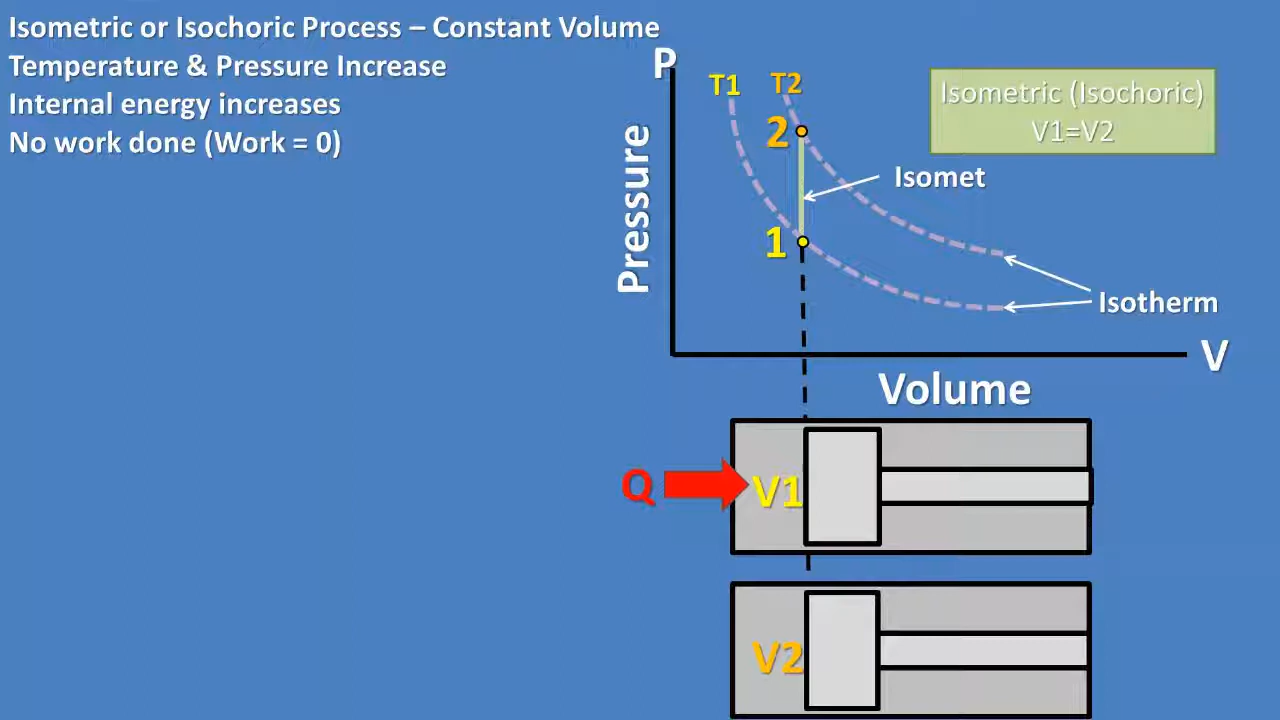 Isometric or Isochoric Process – Constant Volume
Temperature & Pressure Increase
Internal energy increases
No work done (Work = 0)
P
T1
T2
Isometric (Isochoric)
V1=V2
2
Isomet
Pressure
1
Isotherm
V
Volume
Q
V1
V2